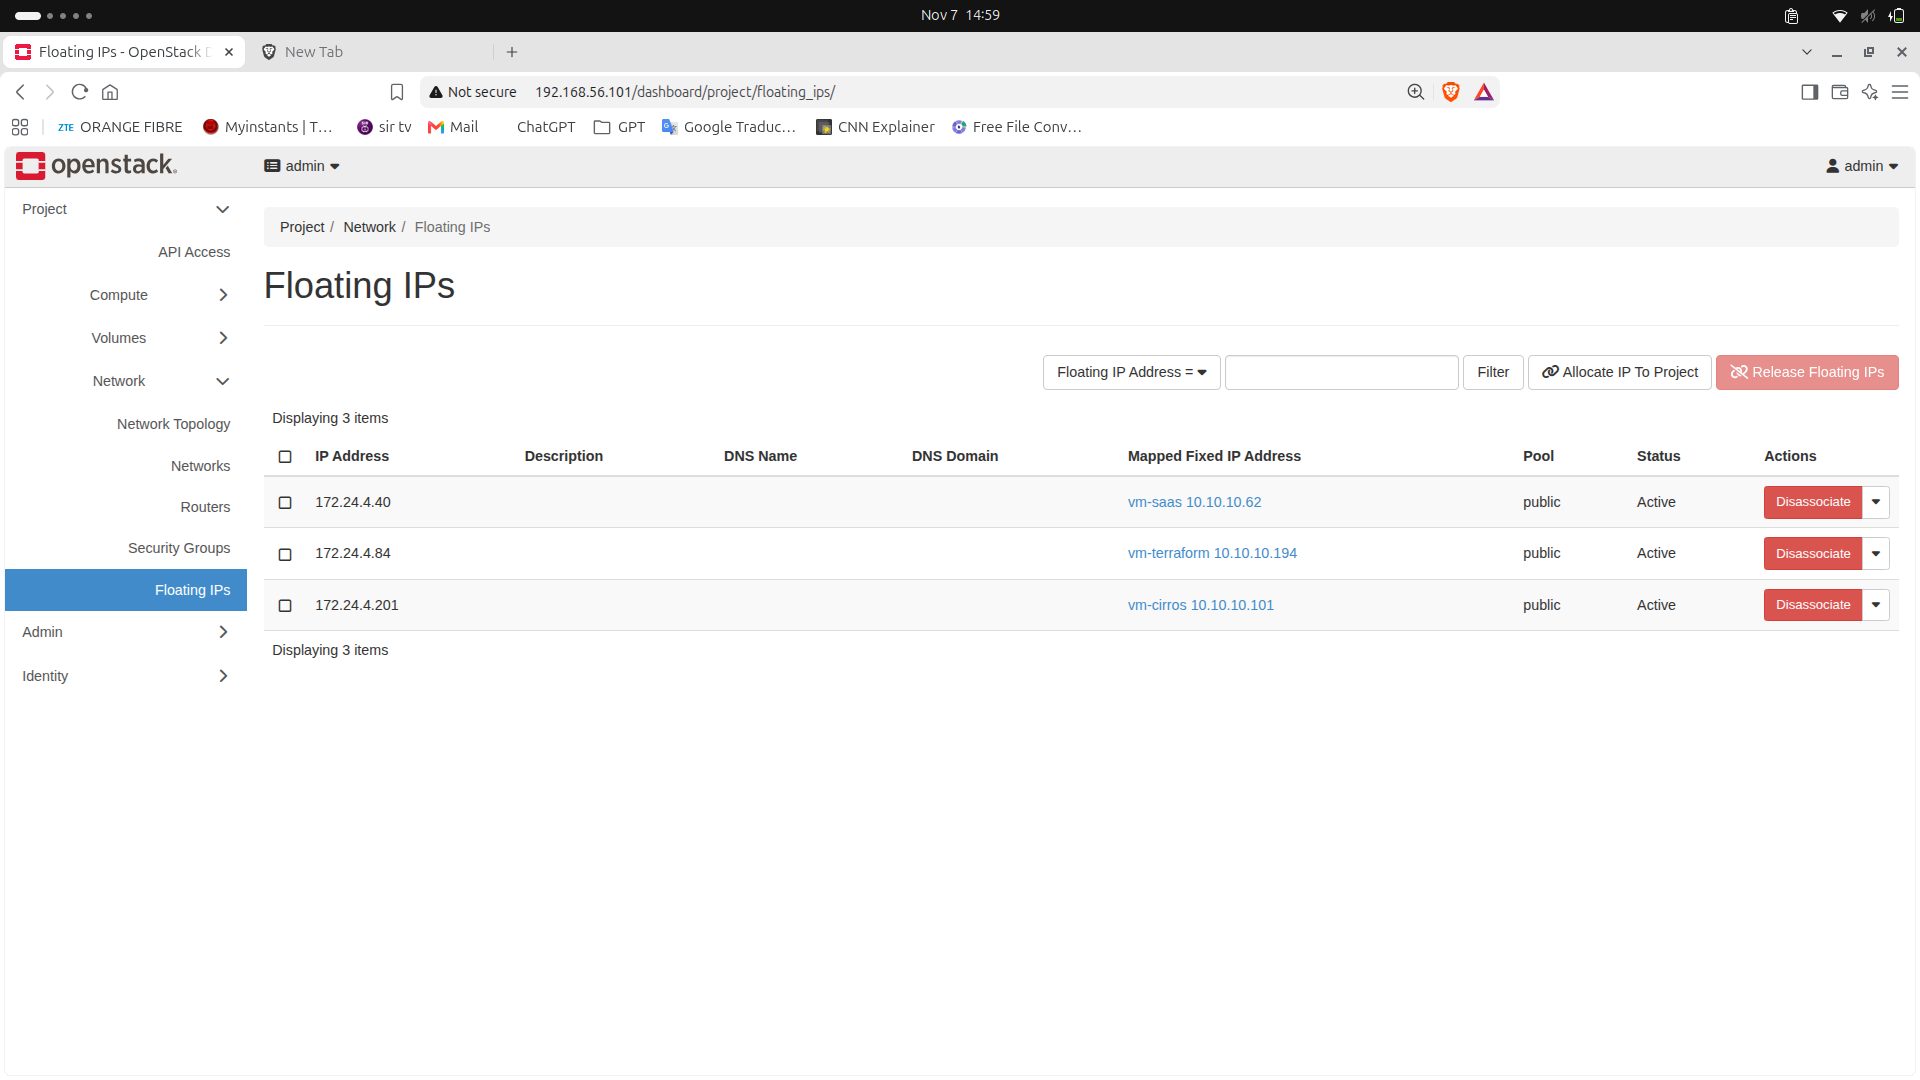 Nov 7 14:59
Floating IPs - OpenStack D
New Tab
Not secure 192.168.56.101/dashboard/project/floating_ips/
ZTE ORANGE FIBRE
Myinstants | T…
sir tv
Mail
ChatGPT
GPT
Google Traduc…
CNN Explainer
Free File Conv…
openstack.
admin
admin
Project
API Access
Compute
Volumes
Network
Network Topology
Networks
Routers
Security Groups
Floating IPs
Admin
Identity
Project / Network / Floating IPs
Floating IPs
Floating IP Address = Filter Allocate IP To Project Release Floating IPs
Displaying 3 items
IP Address Description DNS Name DNS Domain Mapped Fixed IP Address Pool Status Actions
172.24.4.40 vm-saas 10.10.10.62 public Active Disassociate
172.24.4.84 vm-terraform 10.10.10.194 public Active Disassociate
172.24.4.201 vm-cirros 10.10.10.101 public Active Disassociate
Displaying 3 items